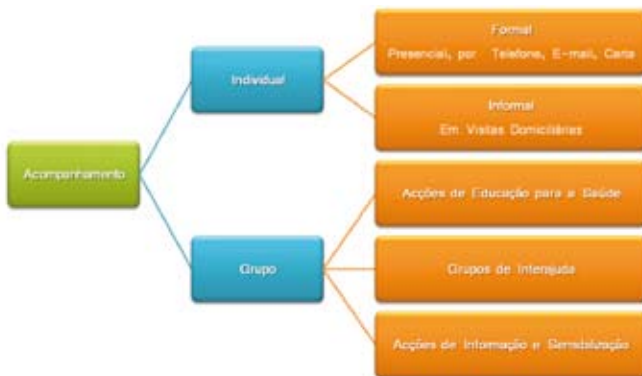 Acompanhamento
Individual
Formal
Presencial, por Telefone, E-mail, Carta
Informal
Em Visitas Domiciliárias
Grupo
Acções de Educação para a Saúde
Grupos de Interajuda
Acções de Informação e Sensibilização